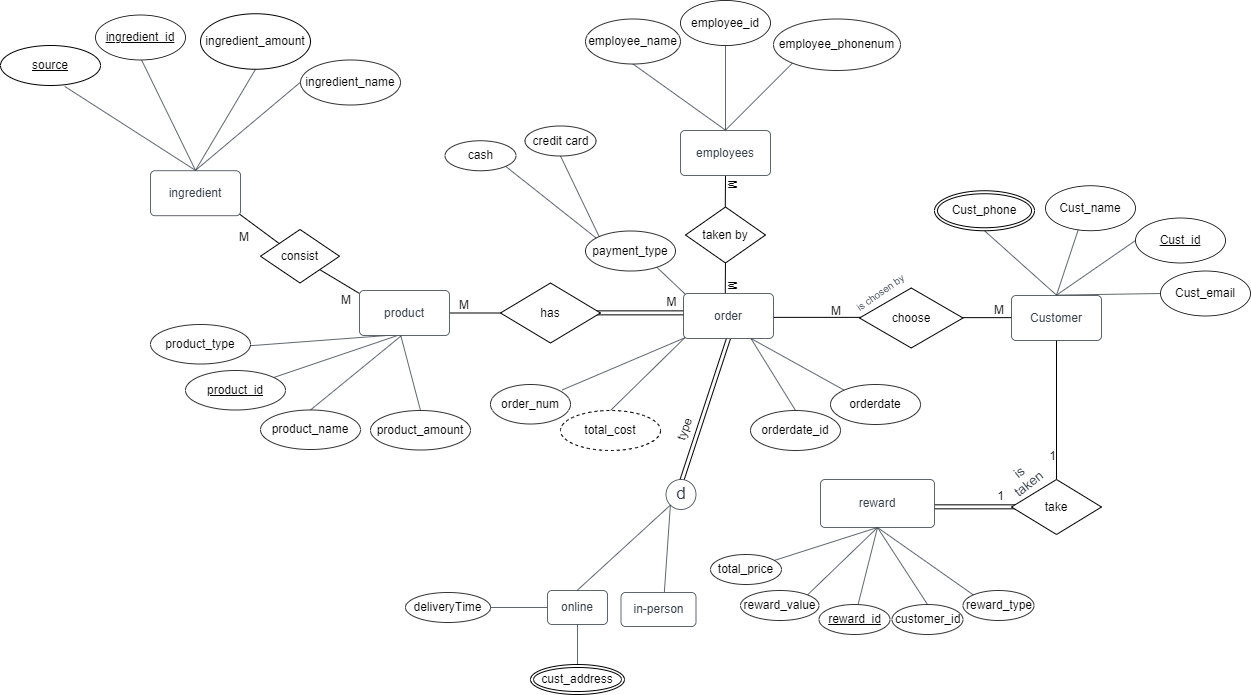 employee_id
ingredient_id
ingredient_amount
employee_name
employee_phonenum
source
ingredient_name
credit card
cash
employees
ingredient
M
Cust_phone
Cust_name
M
taken by
Cust_id
consist
payment_type
M
is chosen by
Cust_email
M
M
M
M
M
product
has
order
choose
Customer
product_type
product_id
order_num
orderdate
product_name
product_amount
total_cost
orderdate_id
type
1
is
taken
d
1
reward
take
total_price
deliveryTime
online
in-person
reward_value
reward_id
customer_id
reward_type
cust_address